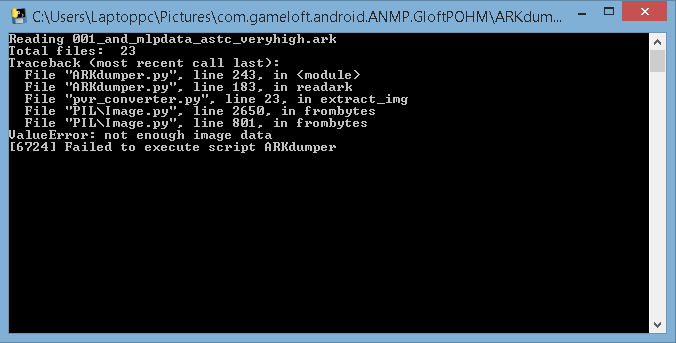 C:\Users\Laptoppc\Pictures\com.gameloft.android.ANMP.GloftPOHM\ARKdum...
Reading 001_and_mlpdata_astc_veryhigh.ark
Total files:  23
Traceback (most recent call last):
  File "ARKdumper.py", line 243, in <module>
  File "ARKdumper.py", line 183, in readark
  File "pvr_converter.py", line 23, in extract_img
  File "PIL\Image.py", line 2650, in frombytes
  File "PIL\Image.py", line 801, in frombytes
ValueError: not enough image data
[6724] Failed to execute script ARKdumper